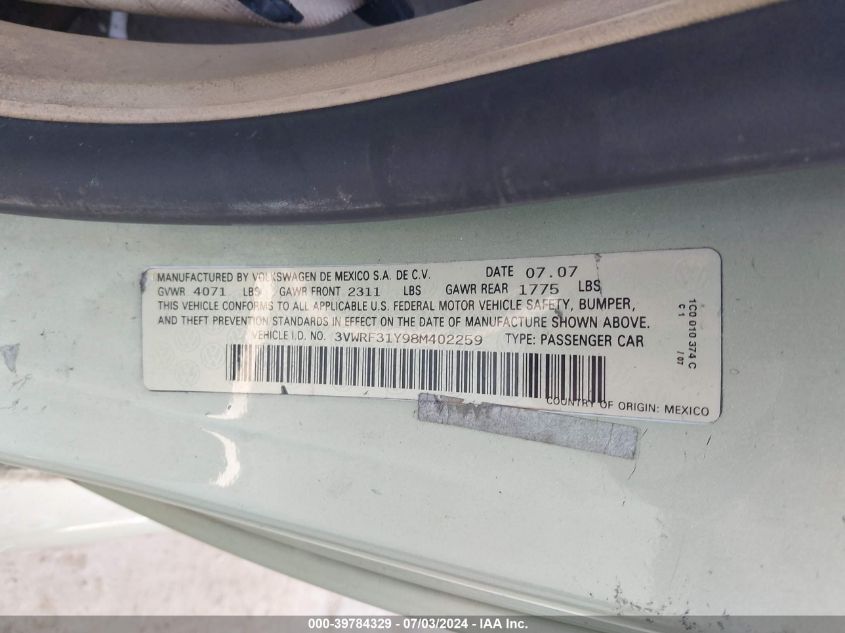 MANUFACTURED BY VOLKSWAGEN DE MEXICO S.A. DE C.V. DATE 07.07
GVWR 4071 LBS GAWR FRONT 2311 LBS GAWR REAR 1775 LBS
THIS VEHICLE CONFORMS TO ALL APPLICABLE U.S. FEDERAL MOTOR VEHICLE SAFETY, BUMPER,
AND THEFT PREVENTION STANDARDS IN EFFECT ON THE DATE OF MANUFACTURE SHOWN ABOVE.
VEHICLE I.D. NO. 3VWRF31Y98M402259 TYPE: PASSENGER CAR
COUNTRY OF ORIGIN: MEXICO
1C0 010 374 C
C 1 / 07
000-39784329 - 07/03/2024 - IAA Inc.